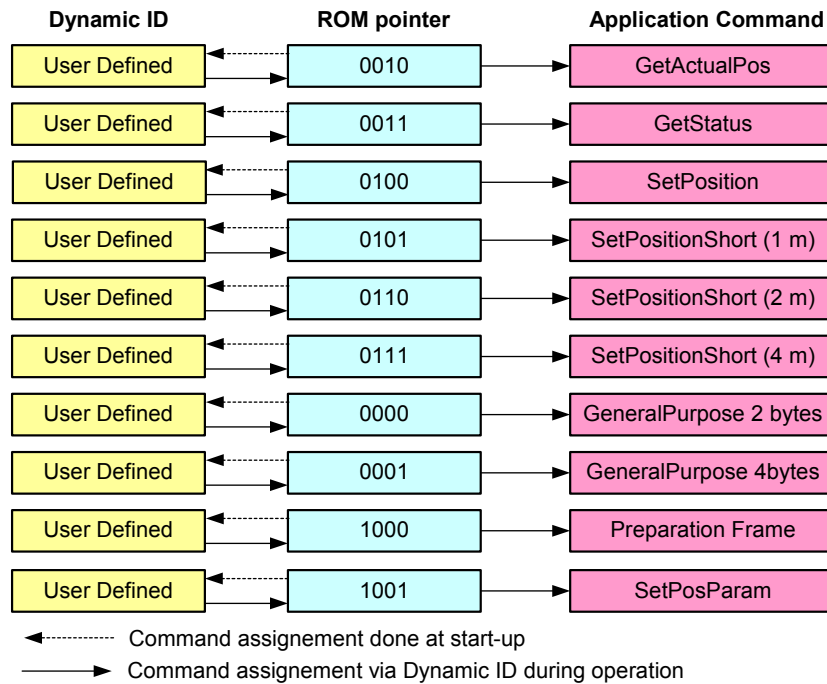 Dynamic ID ROM pointer Application Command
User Defined 0010 GetActualPos
User Defined 0011 GetStatus
User Defined 0100 SetPosition
User Defined 0101 SetPositionShort (1 m)
User Defined 0110 SetPositionShort (2 m)
User Defined 0111 SetPositionShort (4 m)
User Defined 0000 GeneralPurpose 2 bytes
User Defined 0001 GeneralPurpose 4bytes
User Defined 1000 Preparation Frame
User Defined 1001 SetPosParam
Command assignement done at start-up
Command assignement via Dynamic ID during operation